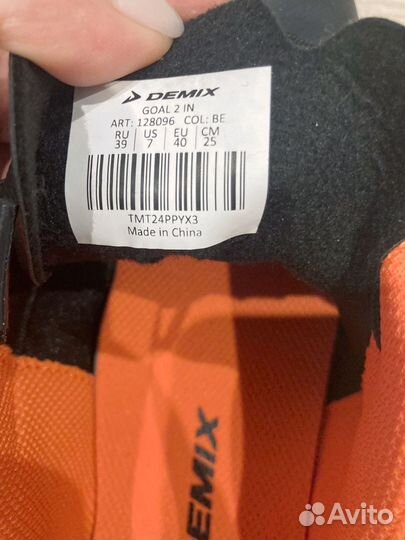 DEMIX
GOAL 2 IN
ART: 128096 COL: BE
RU US EU CM
39 7 40 25
TMT24PPYX3
Made in China
DEMIX
Avito